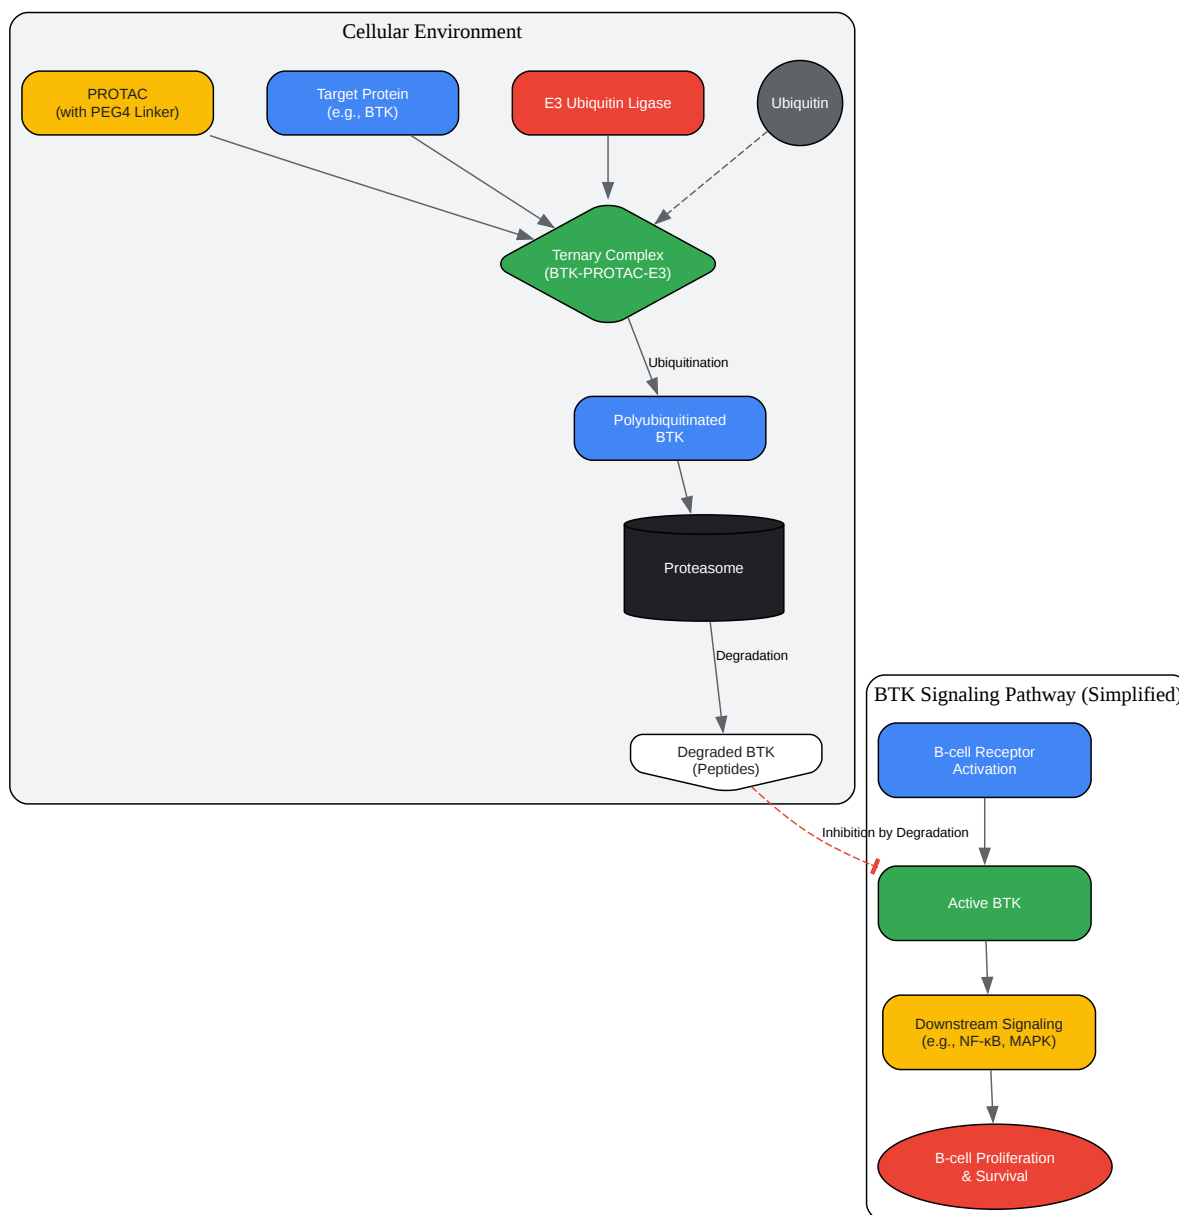 Cellular Environment
PROTAC
(with PEG4 Linker)
Target Protein
(e.g., BTK)
E3 Ubiquitin Ligase
Ubiquitin
Ternary Complex
(BTK-PROTAC-E3)
Ubiquitination
Polyubiquitinated
BTK
Proteasome
Degradation
Degraded BTK
(Peptides)
BTK Signaling Pathway (Simplified)
B-cell Receptor
Activation
Inhibition by Degradation
Active BTK
Downstream Signaling
(e.g., NF-κB, MAPK)
B-cell Proliferation
& Survival